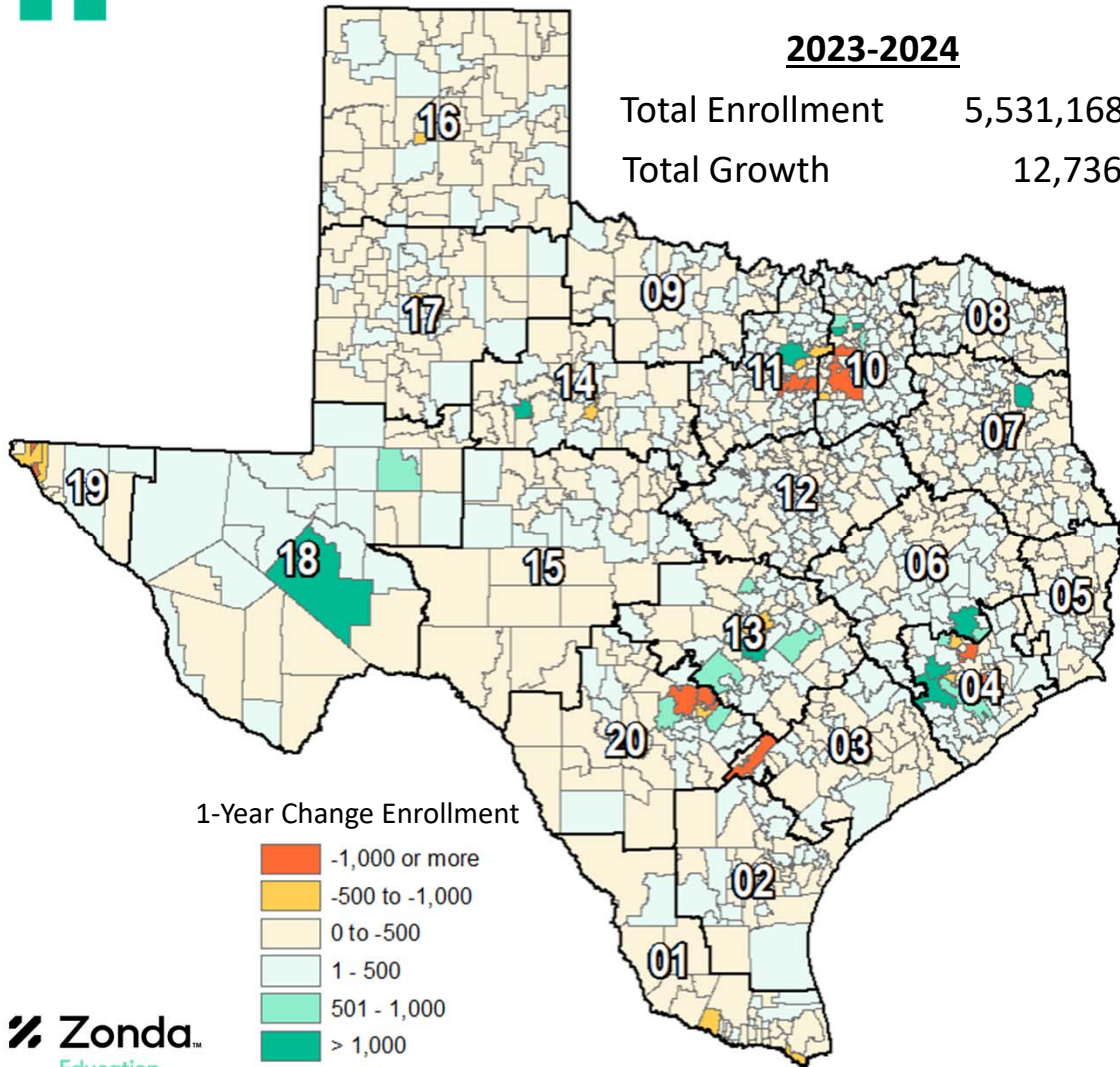 2023-2024
Total Enrollment 5,531,168
Total Growth 12,736
16
09
17
08
14
11
10
07
19
12
18
15
06
05
13
04
20
03
1-Year Change Enrollment
-1,000 or more
-500 to -1,000
0 to -500
1 - 500
501 - 1,000
> 1,000
02
01
Zonda™
Education